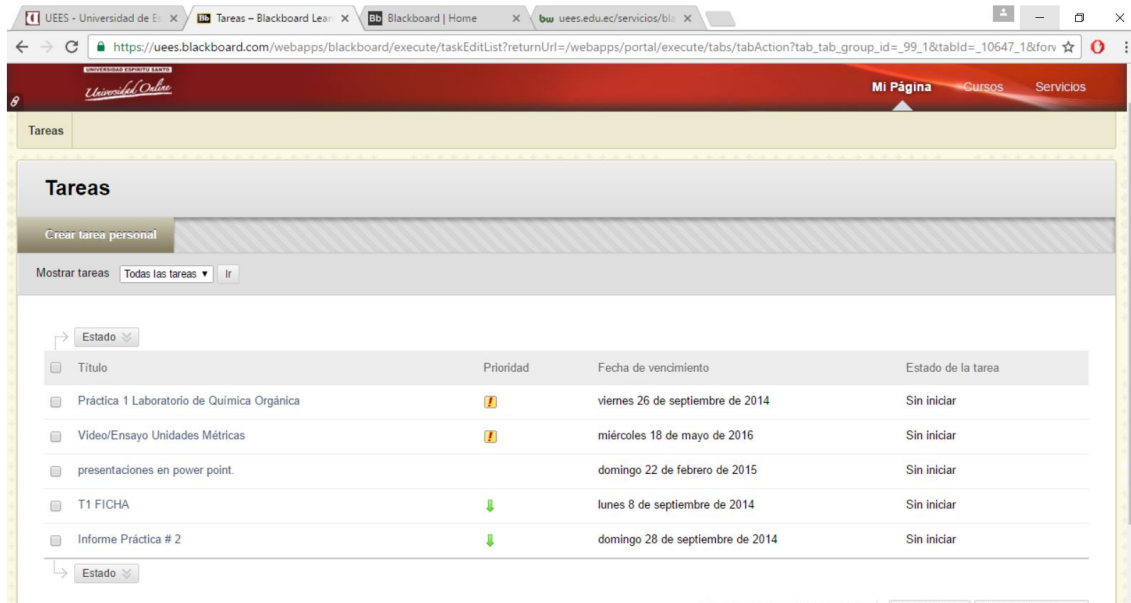 UEES - Universidad de Es
Tareas – Blackboard Lear
Blackboard | Home
uees.edu.ec/servicios/bla
https://uees.blackboard.com/webapps/blackboard/execute/taskEditList?returnUrl=/webapps/portal/execute/tabs/tabAction?tab_tab_group_id=_99_1&tabId=_10647_1&forv
UNIVERSIDAD ESPIRITU SANTO
Universidad Online
Mi Página Cursos Servicios
Tareas
Tareas
Crear tarea personal
Mostrar tareas Todas las tareas Ir
Estado
Título Prioridad Fecha de vencimiento Estado de la tarea
Práctica 1 Laboratorio de Química Orgánica viernes 26 de septiembre de 2014 Sin iniciar
Video/Ensayo Unidades Métricas miércoles 18 de mayo de 2016 Sin iniciar
presentaciones en power point. domingo 22 de febrero de 2015 Sin iniciar
T1 FICHA lunes 8 de septiembre de 2014 Sin iniciar
Informe Práctica # 2 domingo 28 de septiembre de 2014 Sin iniciar
Estado